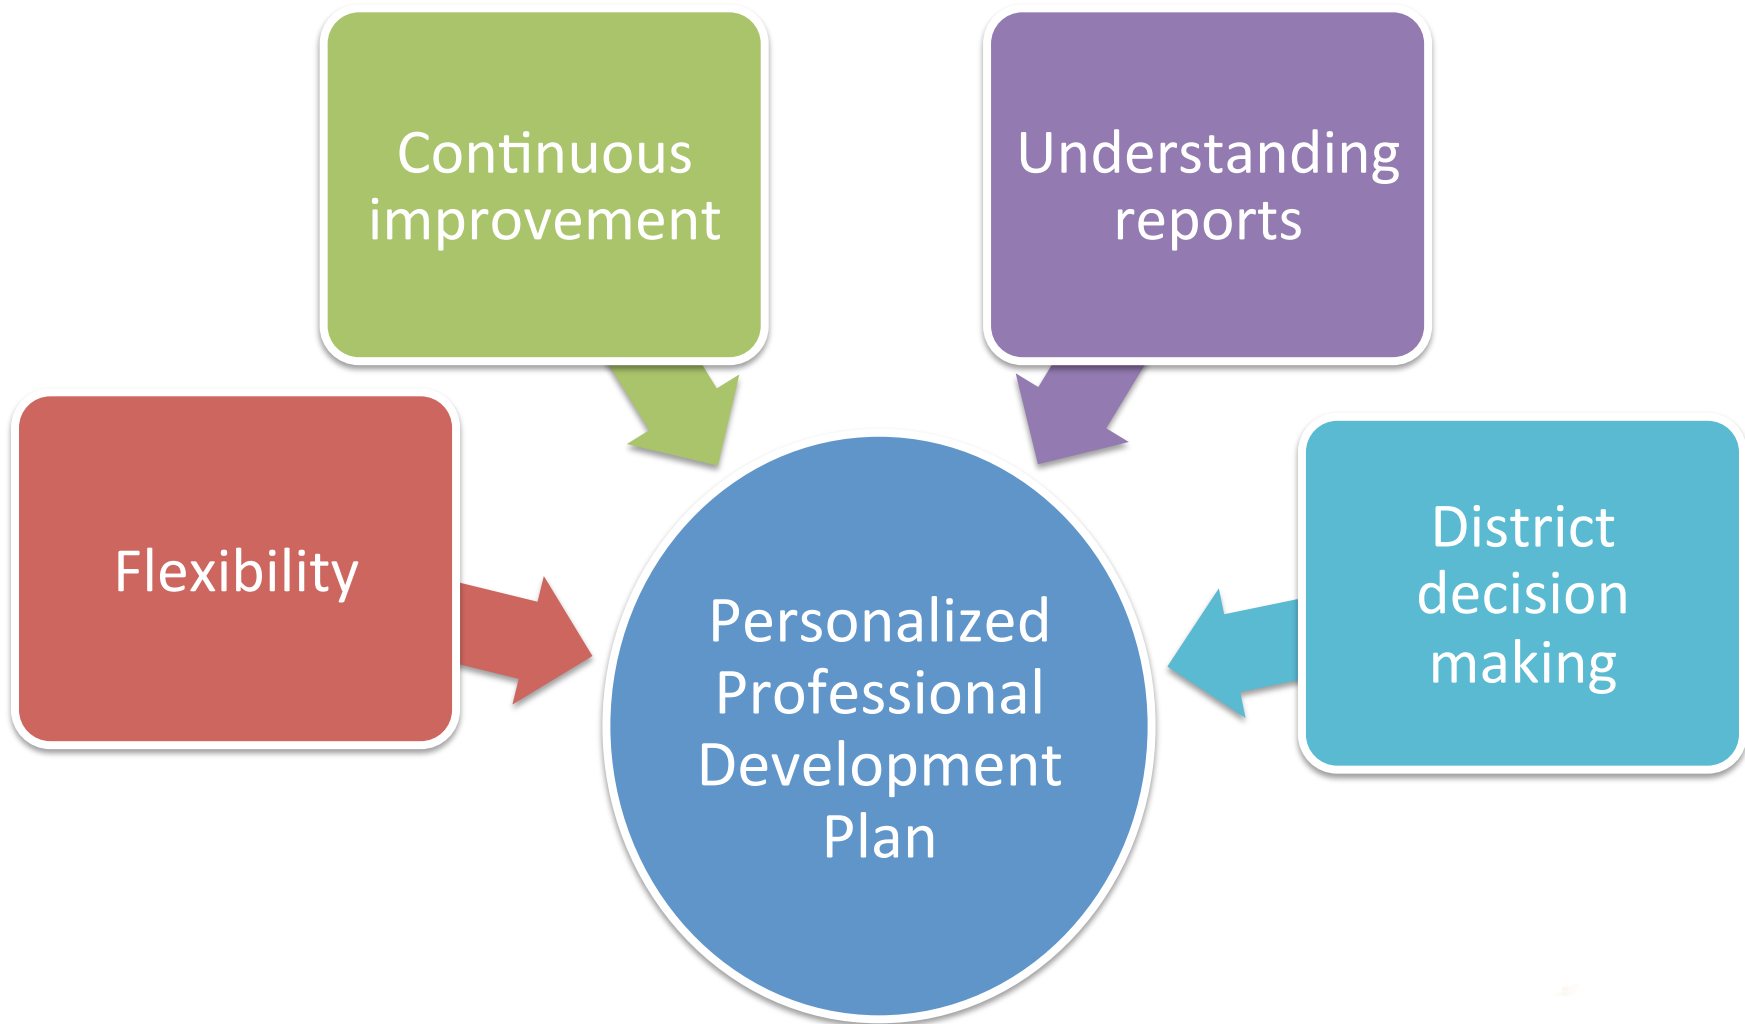 Continuous
improvement
Understanding
reports
Flexibility
District
decision
making
Personalized
Professional
Development
Plan